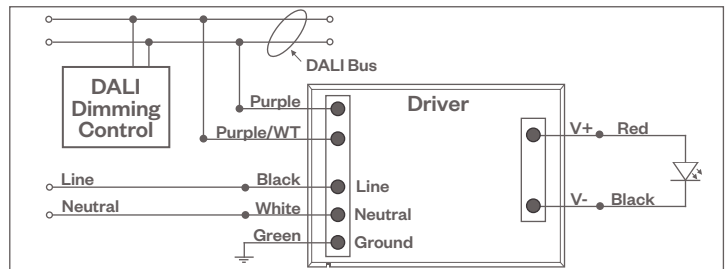 DALI Bus
DALI
Dimming
Control
Driver
Purple
Purple/WT
V+ Red
Line Black Line
Neutral White Neutral
V- Black
Green Ground